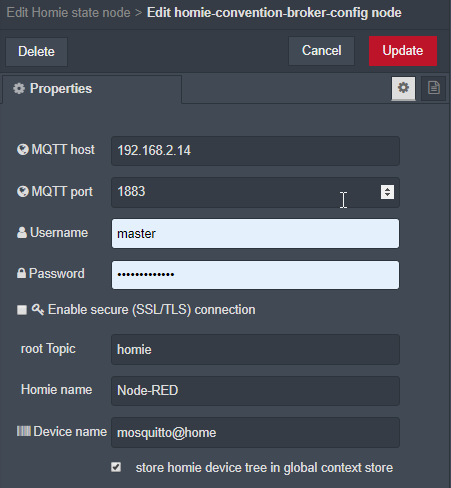 Edit Homie state node > Edit homie-convention-broker-config node
Delete
Cancel
Update
Properties
MQTT host
192.168.2.14
MQTT port
1883
Username
master
Password
•••••••••••••
Enable secure (SSL/TLS) connection
root Topic
homie
Homie name
Node-RED
Device name
mosquitto@home
store homie device tree in global context store